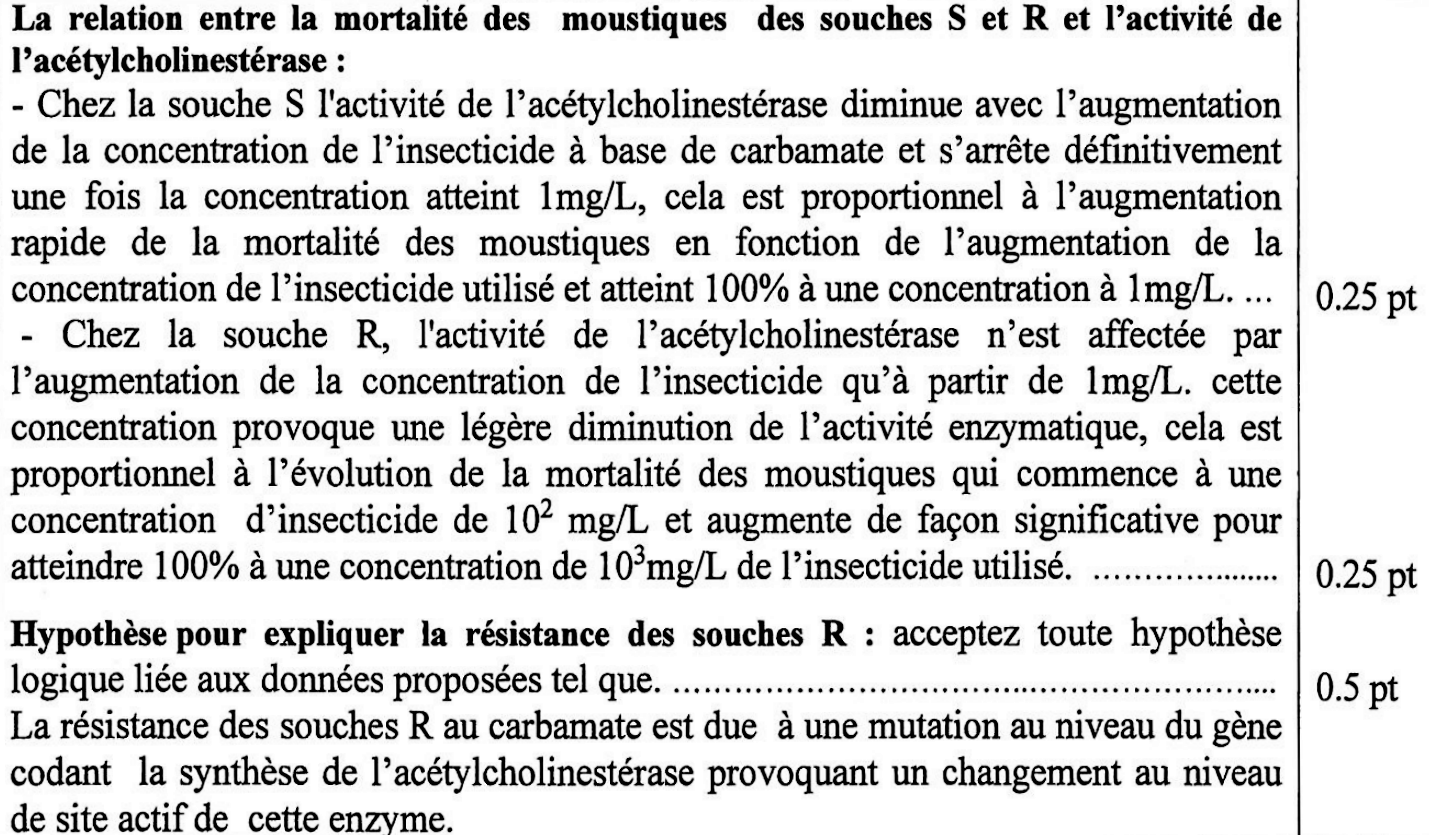 La relation entre la mortalité des moustiques des souches S et R et l'activité de
l'acétylcholinestérase :
- Chez la souche S l'activité de l'acétylcholinestérase diminue avec l'augmentation
de la concentration de l'insecticide à base de carbamate et s'arrête définitivement
une fois la concentration atteint 1mg/L, cela est proportionnel à l'augmentation
rapide de la mortalité des moustiques en fonction de l'augmentation de la
concentration de l'insecticide utilisé et atteint 100% à une concentration à 1mg/L. ... 0.25 pt
- Chez la souche R, l'activité de l'acétylcholinestérase n'est affectée par
l'augmentation de la concentration de l'insecticide qu'à partir de 1mg/L. cette
concentration provoque une légère diminution de l'activité enzymatique, cela est
proportionnel à l'évolution de la mortalité des moustiques qui commence à une
concentration d'insecticide de 10² mg/L et augmente de façon significative pour
atteindre 100% à une concentration de 10³mg/L de l'insecticide utilisé. ..................... 0.25 pt
Hypothèse pour expliquer la résistance des souches R : acceptez toute hypothèse
logique liée aux données proposées tel que. ............................................................. 0.5 pt
La résistance des souches R au carbamate est due à une mutation au niveau du gène
codant la synthèse de l'acétylcholinestérase provoquant un changement au niveau
de site actif de cette enzyme.